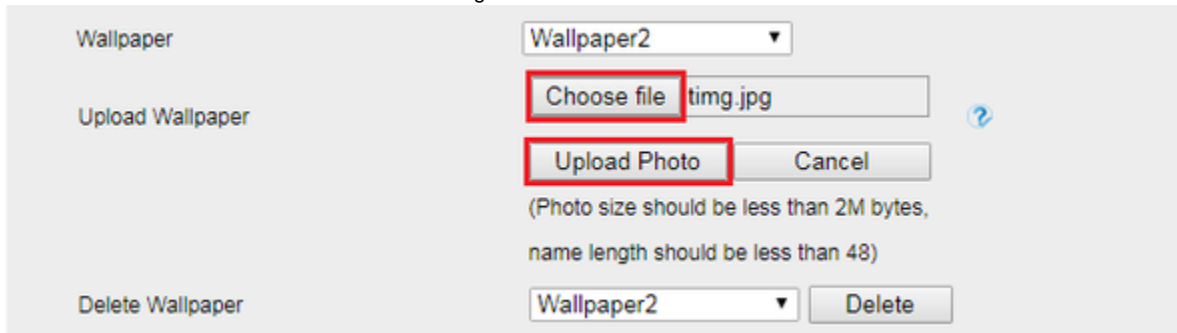 Wallpaper Wallpaper2
Choose file timg.jpg
Upload Wallpaper
Upload Photo Cancel
(Photo size should be less than 2M bytes,
name length should be less than 48)
Delete Wallpaper Wallpaper2 Delete